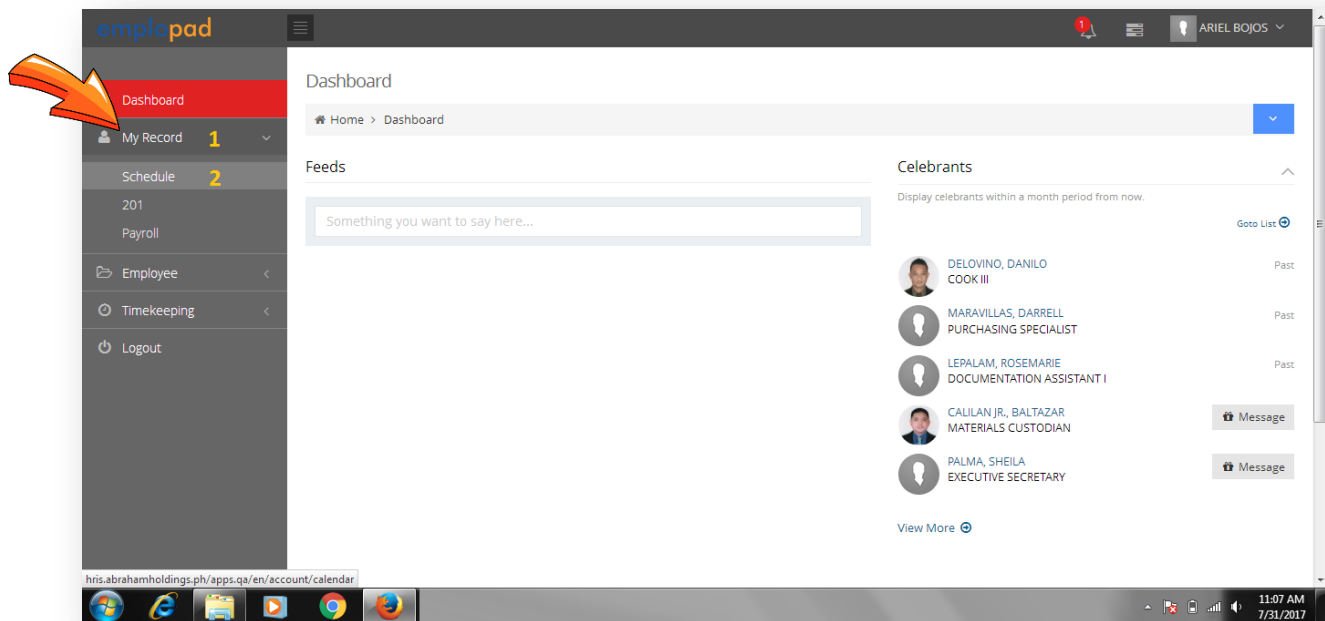 emplopad
1
ARIEL BOJOS
Dashboard
My Record 1
Schedule 2
201
Payroll
Employee
Timekeeping
Logout
Dashboard
Home > Dashboard
Feeds
Something you want to say here...
Celebrants
Display celebrants within a month period from now.
Goto List
DELOVINO, DANILO
COOK III
Past
MARAVILLAS, DARRELL
PURCHASING SPECIALIST
Past
LEPALAM, ROSEMARIE
DOCUMENTATION ASSISTANT I
Past
CALILAN JR., BALTAZAR
MATERIALS CUSTODIAN
Message
PALMA, SHEILA
EXECUTIVE SECRETARY
Message
View More
hris.abrahamholdings.ph/apps.qa/en/account/calendar
11:07 AM
7/31/2017